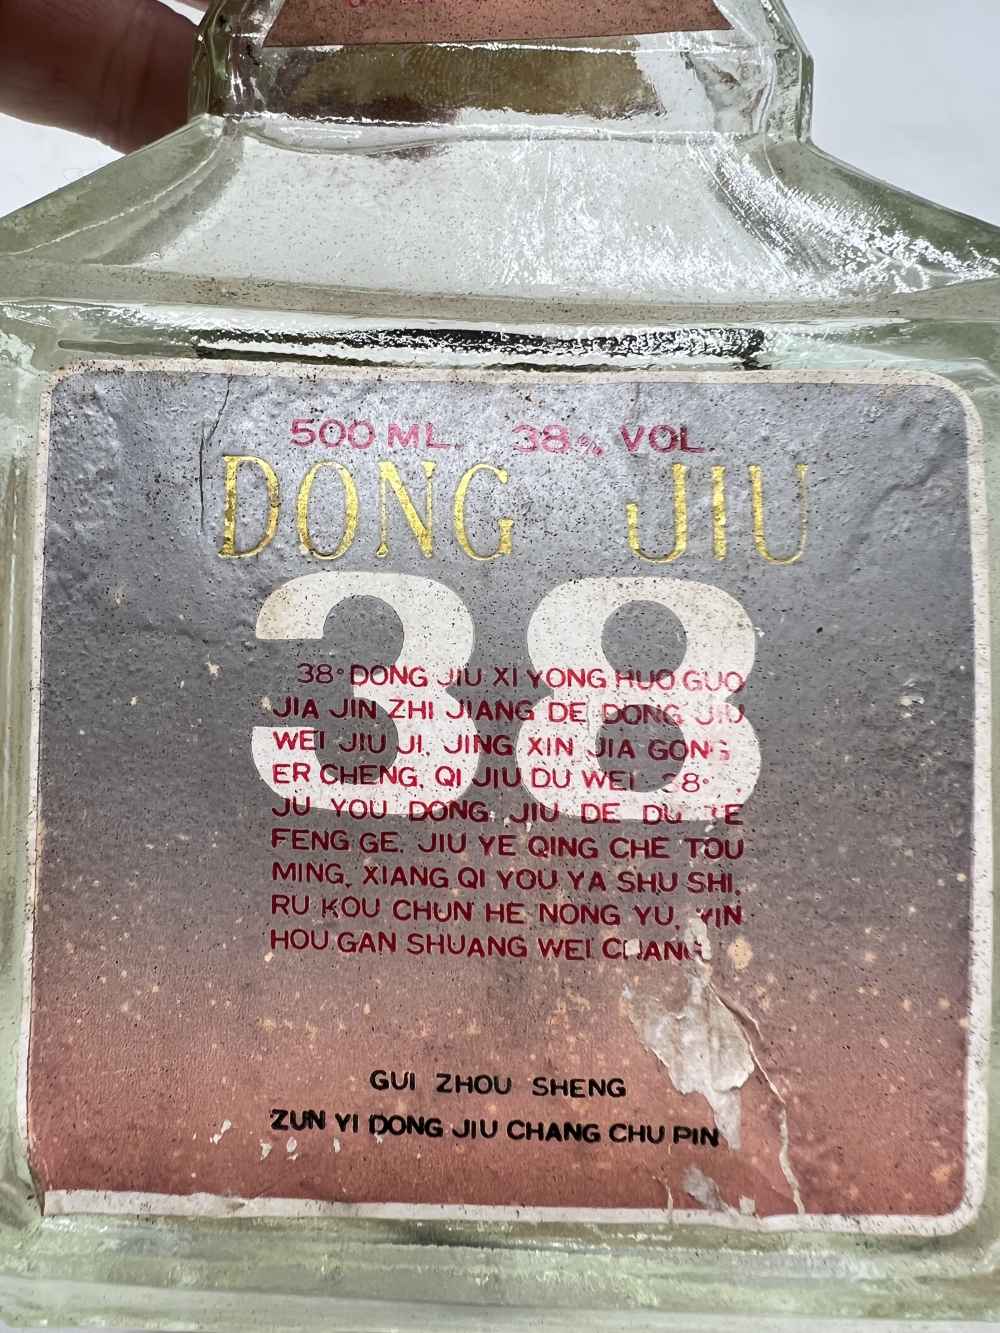 500 ML. 38% VOL.
DONG JIU
38
38° DONG JIU XI YONG HUO GUO
JIA JIN ZHI JIANG DE DONG JIU
WEI JIU JI, JING XIN JIA GONG
ER CHENG, QI JIU DU WEI 38°,
JU YOU DONG JIU DE DU TE
FENG GE. JIU YE QING CHE TOU
MING, XIANG QI YOU YA SHU SHI,
RU KOU CHUN HE NONG YU, YIN
HOU GAN SHUANG WEI CHANG
GUI ZHOU SHENG
ZUN YI DONG JIU CHANG CHU PIN